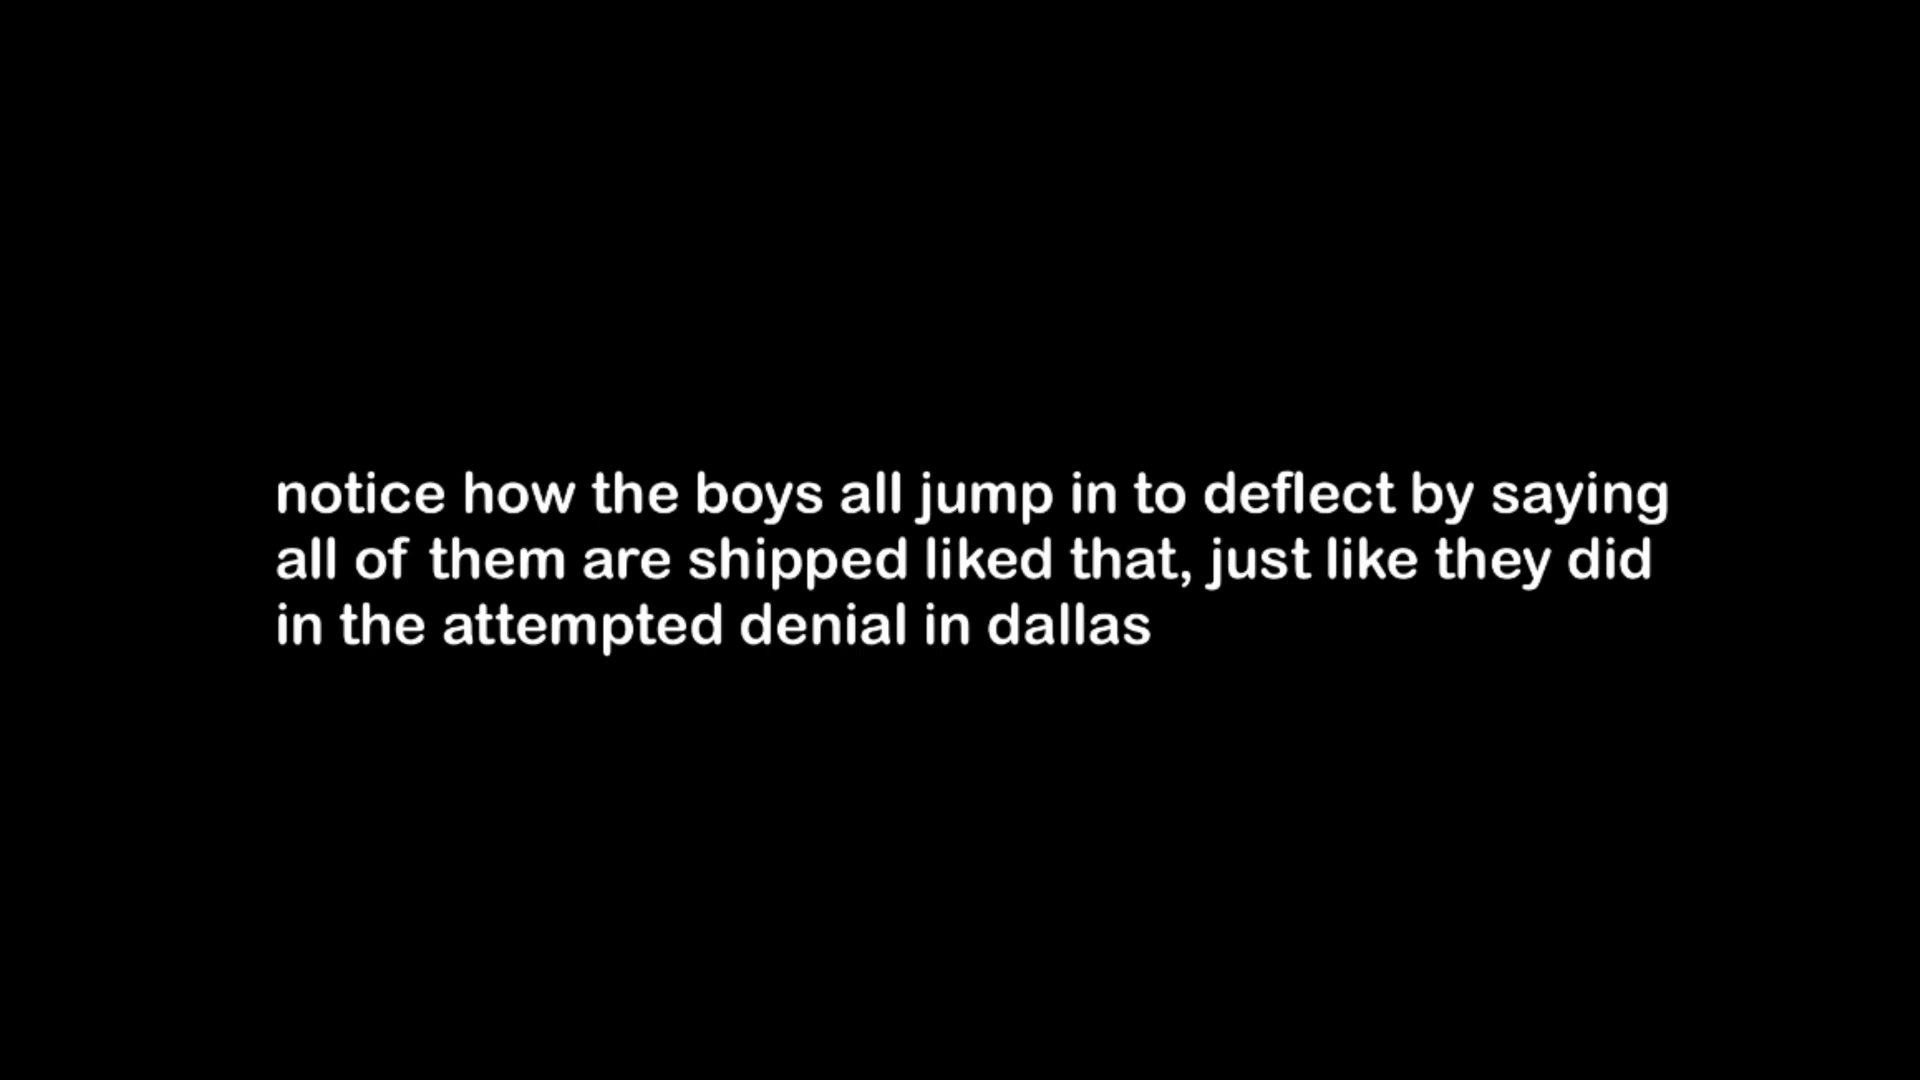 notice how the boys all jump in to deflect by saying
all of them are shipped liked that, just like they did
in the attempted denial in dallas